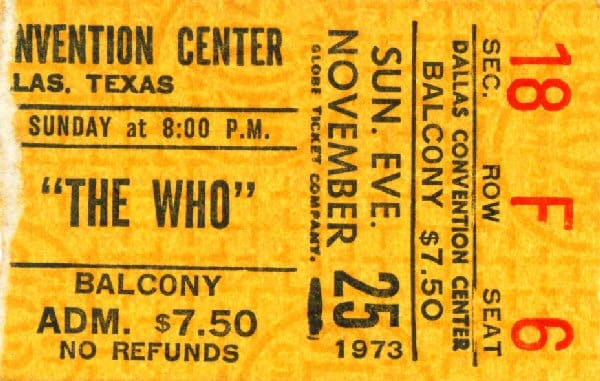 NVENTION CENTER
LAS, TEXAS
SUNDAY at 8:00 P.M.
"THE WHO"
BALCONY
ADM. $7.50
NO REFUNDS
GLOBE TICKET COMPANY.
NOVEMBER 25
SUN. EVE.
1973
BALCONY $7.50
DALLAS CONVENTION CENTER
SEC. ROW SEAT
18 F 6